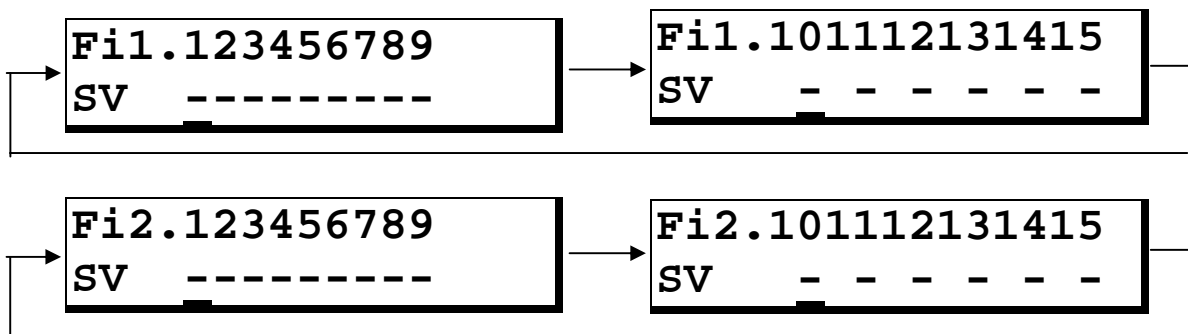 Fi1.123456789
SV ---------
Fi1.101112131415
SV - - - - - -
Fi2.123456789
SV ---------
Fi2.101112131415
SV - - - - - -